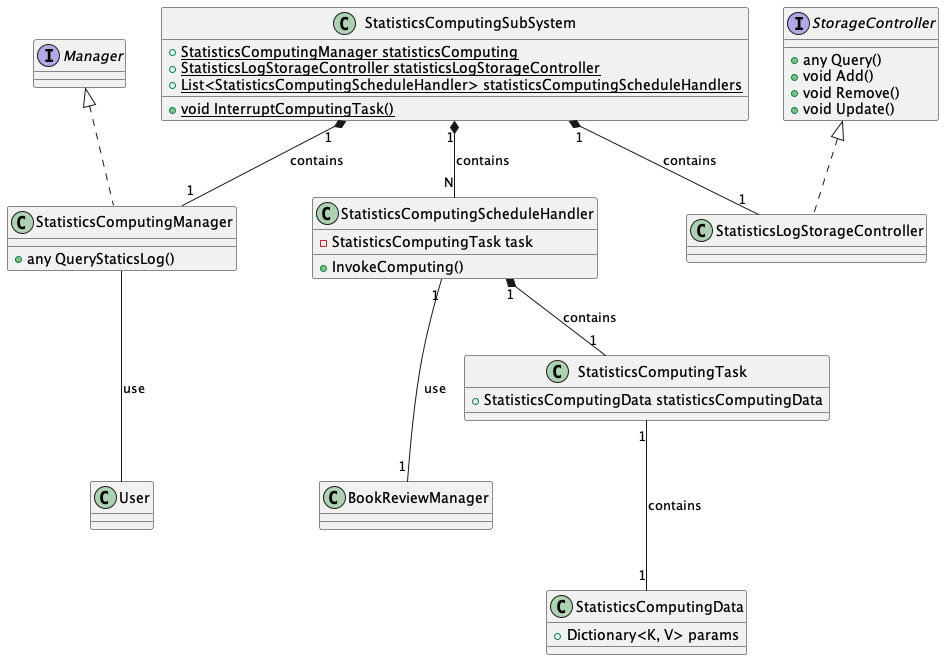 C StatisticsComputingSubSystem
StatisticsComputingManager statisticsComputing
StatisticsLogStorageController statisticsLogStorageController
List<StatisticsComputingScheduleHandler> statisticsComputingScheduleHandlers
void InterruptComputingTask()
I Manager
I StorageController
any Query()
void Add()
void Remove()
void Update()
1
contains
1
1
contains
N
1
contains
1
C StatisticsComputingManager
any QueryStaticsLog()
C StatisticsComputingScheduleHandler
StatisticsComputingTask task
InvokeComputing()
C StatisticsLogStorageController
1
1
contains
1
use
use
1
C StatisticsComputingTask
StatisticsComputingData statisticsComputingData
1
contains
1
C User
C BookReviewManager
C StatisticsComputingData
Dictionary<K, V> params